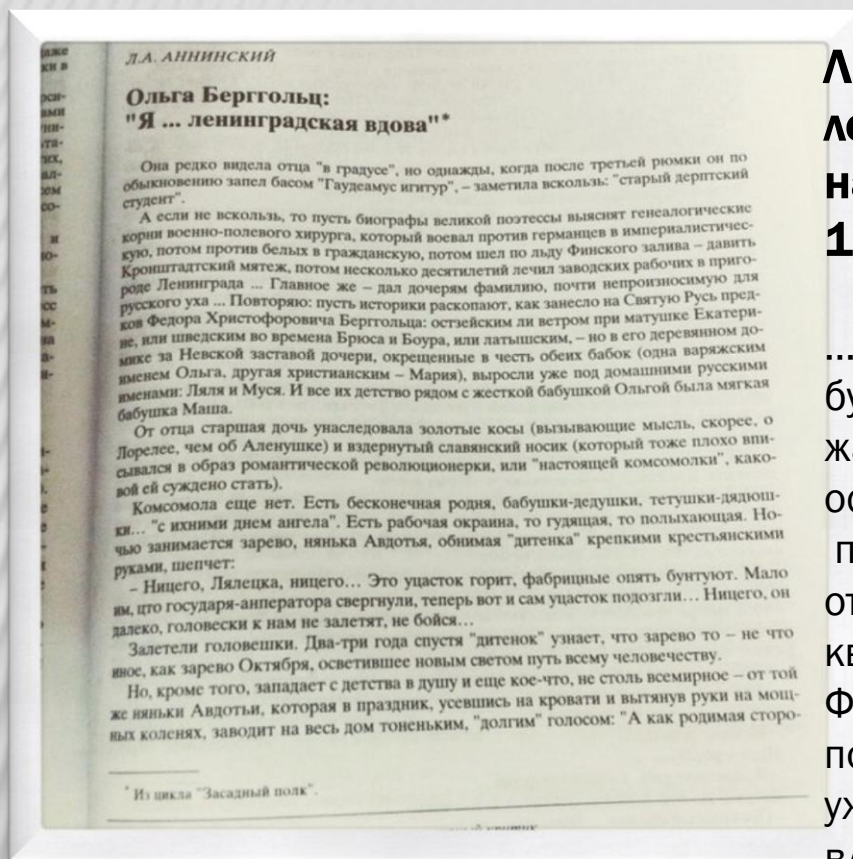 Л.А. АННИНСКИЙ
Ольга Берггольц:
"Я ... ленинградская вдова"*
Она редко видела отца "в градусе", но однажды, когда после третьей рюмки он по
обыкновению запел басом "Гаудеамус игитур", – заметила вскользь: "старый дерптский
студент".
А если не вскользь, то пусть биографы великой поэтессы выяснят генеалогические
корни военно-полевого хирурга, который воевал против германцев в империалистичес-
кую, потом против белых в гражданскую, потом шел по льду Финского залива – давить
Кронштадтский мятеж, потом несколько десятилетий лечил заводских рабочих в приго-
роде Ленинграда ... Главное же – дал дочерям фамилию, почти непроизносимую для
русского уха ... Повторяю: пусть историки раскопают, как занесло на Святую Русь пред-
ков Федора Христофоровича Берггольца: остзейским ли ветром при матушке Екатери-
не, или шведским во времена Брюса и Боура, или латышским, – но в его деревянном до-
мике за Невской заставой дочери, окрещенные в честь обеих бабок (одна варяжским
именем Ольга, другая христианским – Мария), выросли уже под домашними русскими
именами: Ляля и Муся. И все их детство рядом с жесткой бабушкой Ольгой была мягкая
бабушка Маша.
От отца старшая дочь унаследовала золотые косы (вызывающие мысль, скорее, о
Лорелее, чем об Аленушке) и вздернутый славянский носик (который тоже плохо впи-
сывался в образ романтической революционерки, или "настоящей комсомолки", како-
вой ей суждено стать).
Комсомола еще нет. Есть бесконечная родня, бабушки-дедушки, тетушки-дядюш-
ки... "с ихними днем ангела". Есть рабочая окраина, то гудящая, то полыхающая. Но-
чью занимается зарево, нянька Авдотья, обнимая "дитенка" крепкими крестьянскими
руками, шепчет:
– Ницего, Лялецка, ницего... Это уцасток горит, фабрицные опять бунтуют. Мало
им, цто государя-анператора свергнули, теперь вот и сам уцасток подозгли... Ницего, он
далеко, головески к нам не залетят, не бойся...
Залетели головешки. Два-три года спустя "дитенок" узнает, что зарево то – не что
иное, как зарево Октября, осветившее новым светом путь всему человечеству.
Но, кроме того, западает с детства в душу и еще кое-что, не столь всемирное – от той
же няньки Авдотьи, которая в праздник, усевшись на кровати и вытянув руки на мощ-
ных коленях, заводит на весь дом тоненьким, "долгим" голосом: "А как родимая сторо-
* Из цикла "Засадный полк".